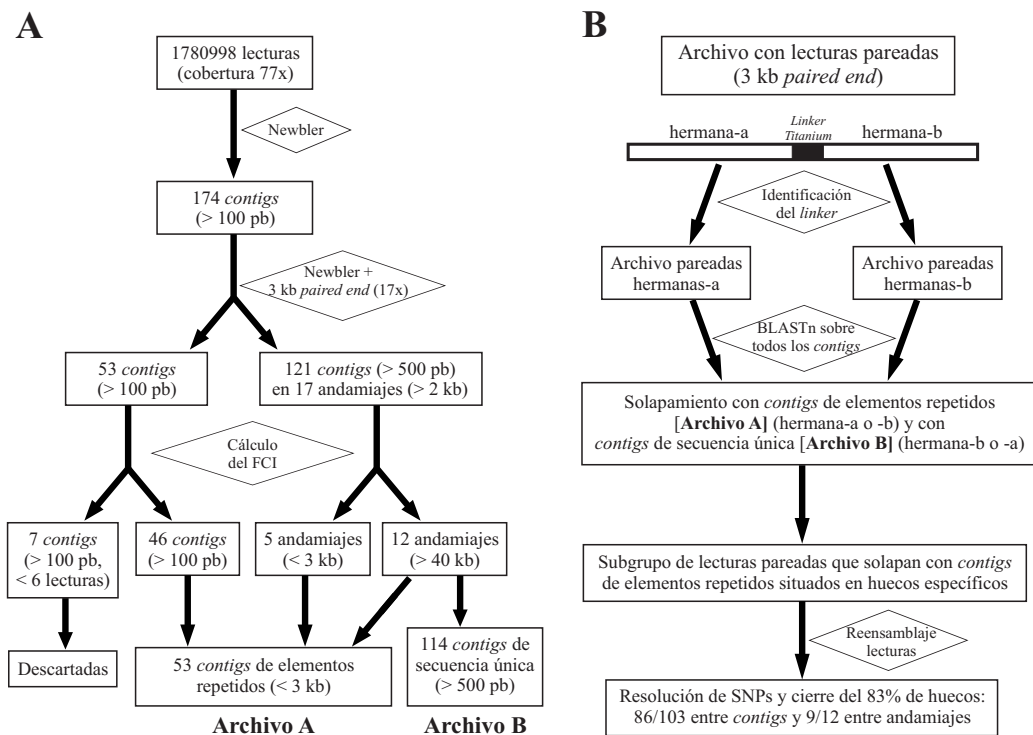 A
1780998 lecturas
(cobertura 77x)
Newbler
174 contigs
(> 100 pb)
Newbler +
3 kb paired end (17x)
53 contigs
(> 100 pb)
121 contigs (> 500 pb)
en 17 andamiajes (> 2 kb)
Cálculo
del FCI
7 contigs
(> 100 pb,
< 6 lecturas)
46 contigs
(> 100 pb)
5 andamiajes
(< 3 kb)
12 andamiajes
(> 40 kb)
Descartadas
53 contigs de elementos
repetidos (< 3 kb)
114 contigs de
secuencia única
(> 500 pb)
Archivo A
Archivo B
B
Archivo con lecturas pareadas
(3 kb paired end)
hermana-a
Linker
Titanium
hermana-b
Identificación
del linker
Archivo pareadas
hermanas-a
Archivo pareadas
hermanas-b
BLASTn sobre
todos los contigs
Solapamiento con contigs de elementos repetidos
[Archivo A] (hermana-a o -b) y con
contigs de secuencia única [Archivo B] (hermana-b o -a)
Subgrupo de lecturas pareadas que solapan con contigs
de elementos repetidos situados en huecos específicos
Reensamblaje
lecturas
Resolución de SNPs y cierre del 83% de huecos:
86/103 entre contigs y 9/12 entre andamiajes